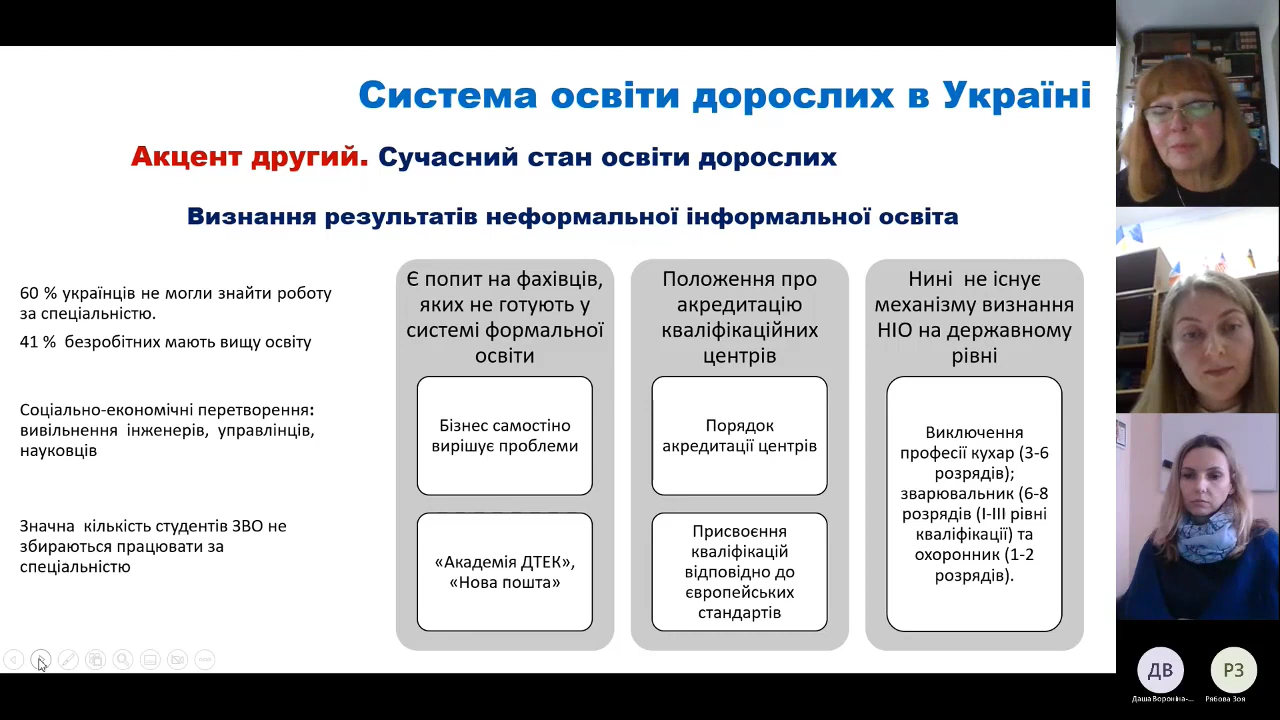 Система освіти дорослих в Україні
Акцент другий. Сучасний стан освіти дорослих
Визнання результатів неформальної інформальної освіта
60 % українців не могли знайти роботу
за спеціальністю.
41 % безробітних мають вищу освіту
Соціально-економічні перетворення:
вивільнення інженерів, управлінців,
науковців
Значна кількість студентів ЗВО не
збираються працювати за
спеціальністю
Є попит на фахівців,
яких не готують у
системі формальної
освіти
Бізнес самостіно
вирішує проблеми
«Академія ДТЕК»,
«Нова пошта»
Положення про
акредитацію
кваліфікаційних
центрів
Порядок
акредитації центрів
Присвоєння
кваліфікацій
відповідно до
європейських
стандартів
Нині не існує
механізму визнання
НІО на державному
рівні
Виключення
професії кухар (3-6
розрядів);
зварювальник (6-8
розрядів (І-ІІІ рівні
кваліфікації) та
охоронник (1-2
розрядів).
ДВ
Даша Вороніна-...
РЗ
Рябова Зоя